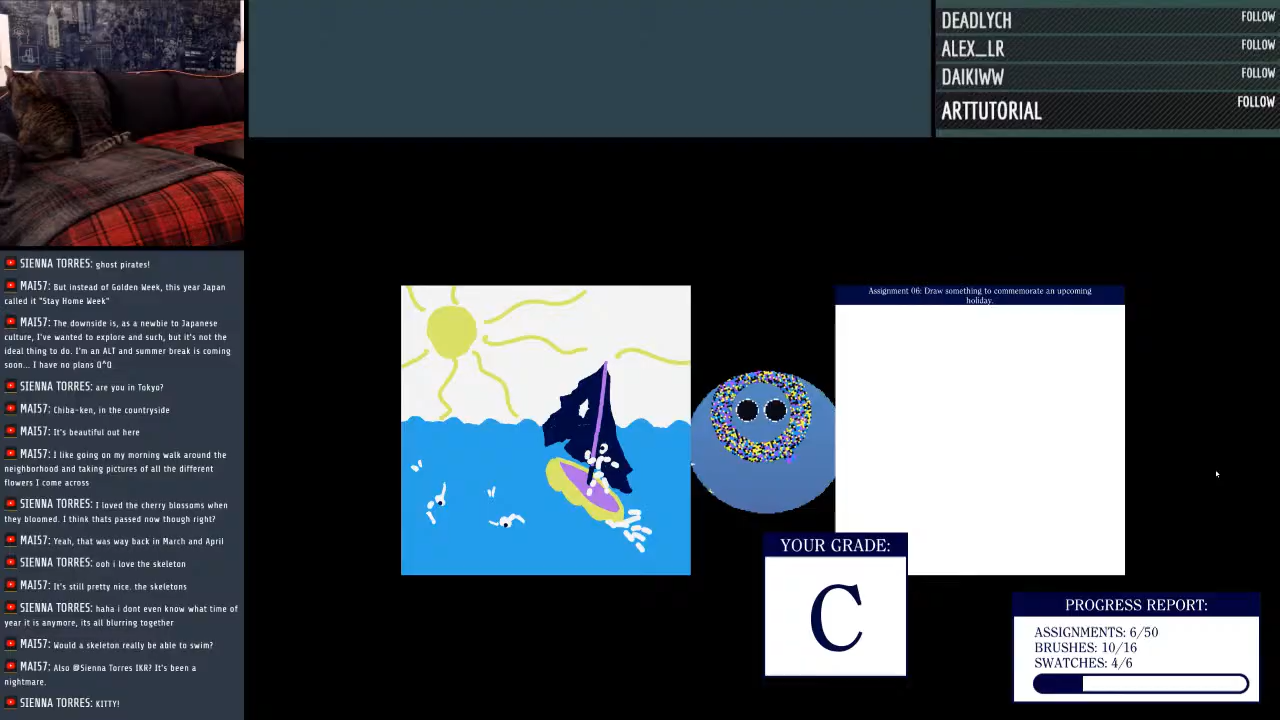 DEADLYCH FOLLOW
ALEX_LR FOLLOW
DAIKIWW FOLLOW
ARTTUTORIAL FOLLOW
SIENNA TORRES: ghost pirates!
MAI57: But instead of Golden Week, this year Japan
called it "Stay Home Week"
MAI57: The downside is, as a newbie to Japanese
culture, I've wanted to explore and such, but it's not the
ideal thing to do. I'm an ALT and summer break is coming
soon... I have no plans Q^Q
SIENNA TORRES: are you in Tokyo?
MAI57: Chiba-ken, in the countryside
MAI57: It's beautiful out here
MAI57: I like going on my morning walk around the
neighborhood and taking pictures of all the different
flowers I come across
SIENNA TORRES: I loved the cherry blossoms when
they bloomed. I think thats passed now though right?
MAI57: Yeah, that was way back in March and April
SIENNA TORRES: ooh i love the skeleton
MAI57: It's still pretty nice. the skeletons
SIENNA TORRES: haha i dont even know what time of
year it is anymore, its all blurring together
MAI57: Would a skeleton really be able to swim?
MAI57: Also @Sienna Torres IKR? It's been a
nightmare.
SIENNA TORRES: KITTY!
Assignment 06: Draw something to commemorate an upcoming
holiday.
YOUR GRADE:
C
PROGRESS REPORT:
ASSIGNMENTS: 6/50
BRUSHES: 10/16
SWATCHES: 4/6